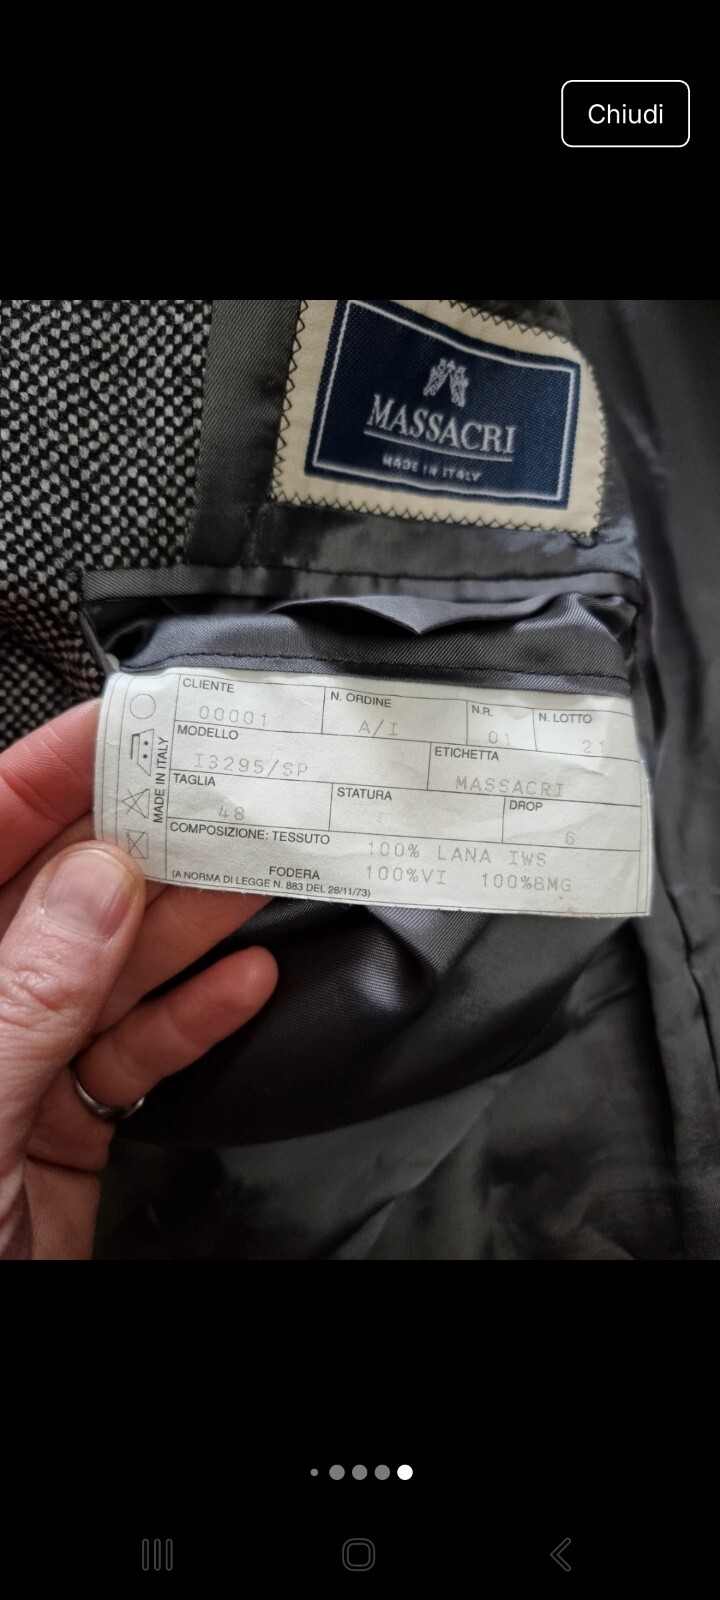 Chiudi
MASSACRI
MADE IN ITALY
CLIENTE N. ORDINE N.R. N. LOTTO
00001 A/I 01 21
MODELLO ETICHETTA
I3295/SP MASSACRI
TAGLIA STATURA DROP
48 6
COMPOSIZIONE: TESSUTO 100% LANA IWS
FODERA 100%VI 100%BMG
(A NORMA DI LEGGE N. 883 DEL 26/11/73)
MADE IN ITALY